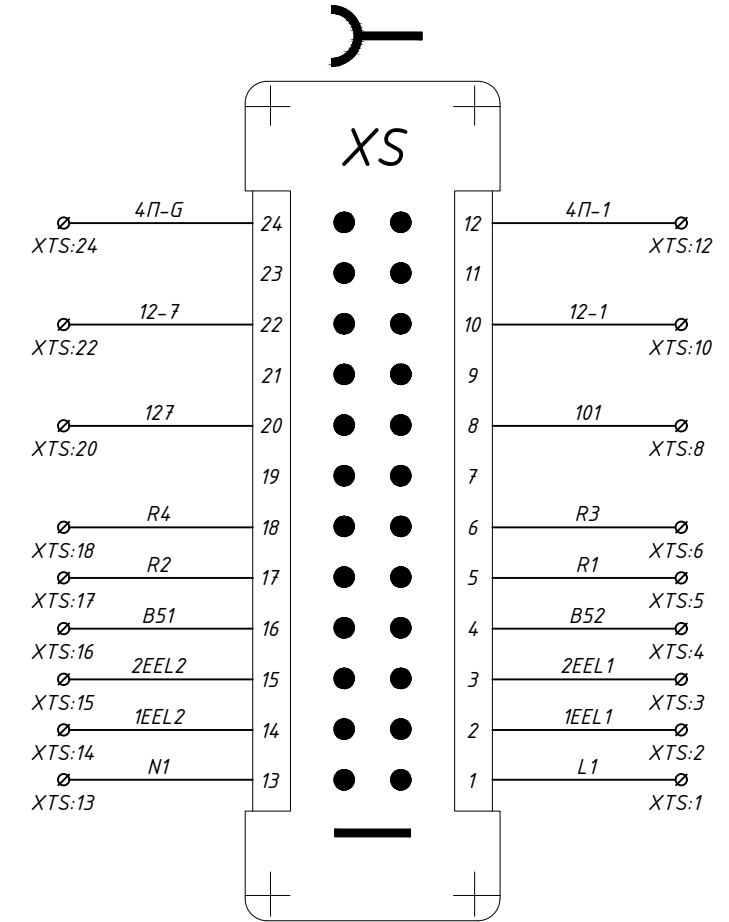 XS
4П-G 24 12 4П-1
XTS:24 XTS:12
23 11
12-7 22 10 12-1
XTS:22 XTS:10
21 9
127 20 8 101
XTS:20 XTS:8
19 7
R4 18 6 R3
XTS:18 XTS:6
R2 17 5 R1
XTS:17 XTS:5
B51 16 4 B52
XTS:16 XTS:4
2EEL2 15 3 2EEL1
XTS:15 XTS:3
1EEL2 14 2 1EEL1
XTS:14 XTS:2
N1 13 1 L1
XTS:13 XTS:1